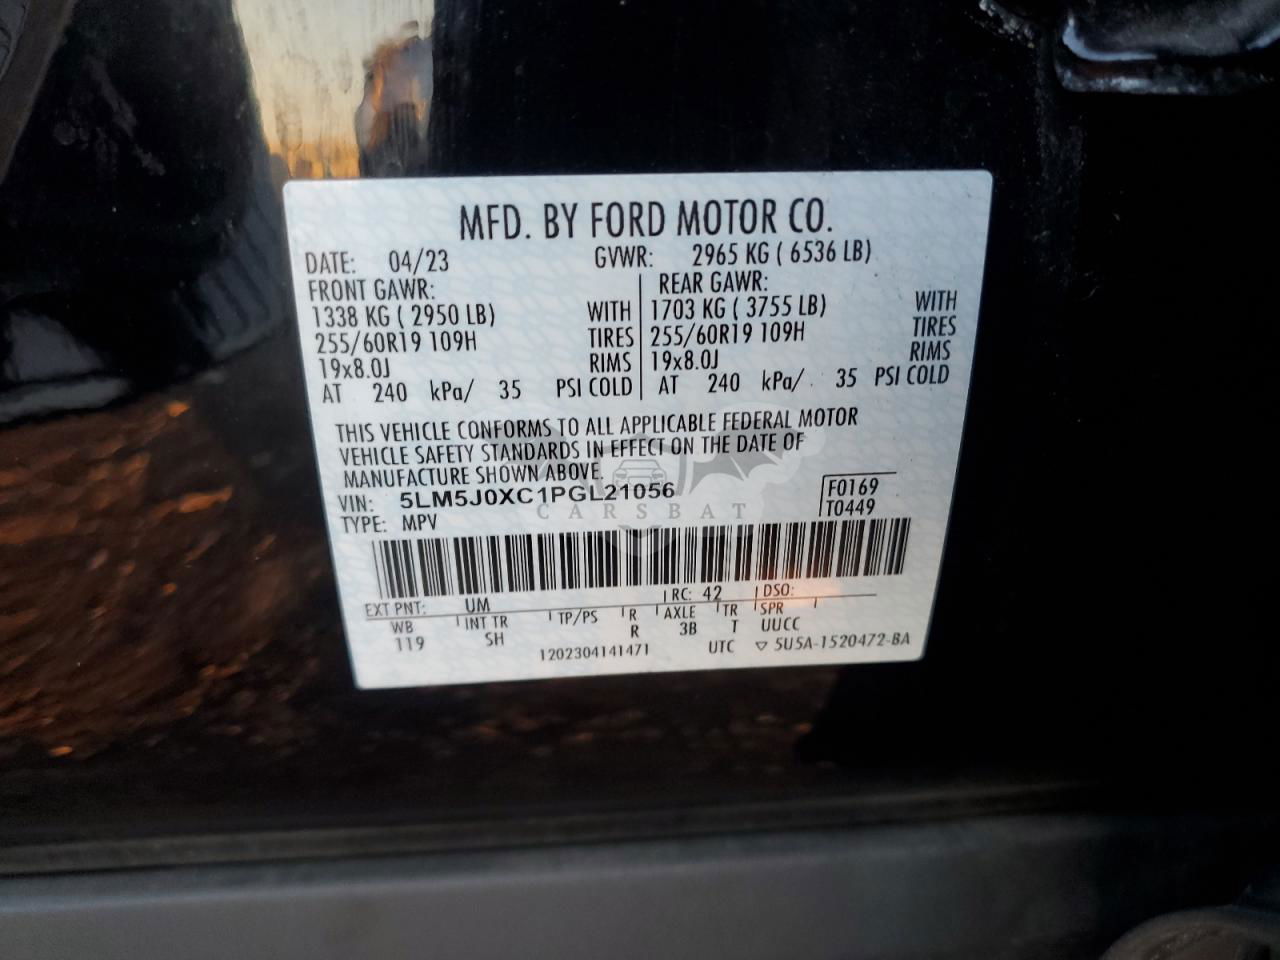 MFD. BY FORD MOTOR CO.
DATE: 04/23 GVWR: 2965 KG ( 6536 LB)
FRONT GAWR: REAR GAWR:
1338 KG ( 2950 LB) WITH 1703 KG ( 3755 LB) WITH
255/60R19 109H TIRES 255/60R19 109H TIRES
19x8.0J RIMS 19x8.0J RIMS
AT 240 kPa/ 35 PSI COLD AT 240 kPa/ 35 PSI COLD
THIS VEHICLE CONFORMS TO ALL APPLICABLE FEDERAL MOTOR
VEHICLE SAFETY STANDARDS IN EFFECT ON THE DATE OF
MANUFACTURE SHOWN ABOVE.
VIN: 5LM5J0XC1PGL21056 F0169
TYPE: MPV T0449
CARSBAT
EXT PNT: UM RC: 42 DSO:
WB INT TR TP/PS R AXLE TR SPR
119 SH R 3B T UUCC
1202304141471 UTC ▽ 5U5A-1520472-BA